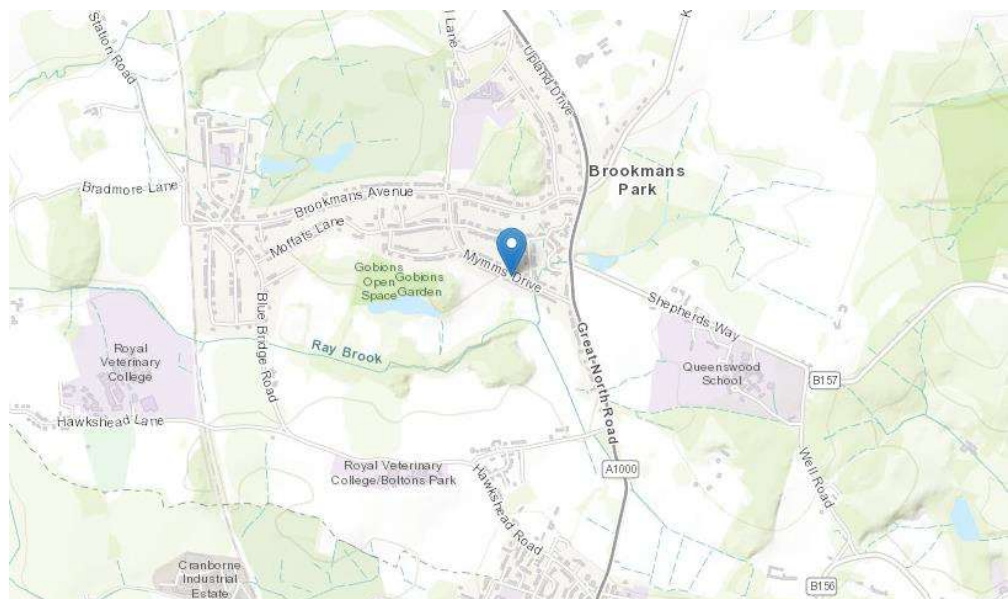 Station Road
Lane
Upland Drive
Brookmans
Park
Bradmore Lane
Brookmans Avenue
Moffats Lane
Mymms Drive
Gobions
Open
Space
Gobions
Garden
Shepherds Way
Blue Bridge Road
Ray Brook
Great North Road
Royal
Veterinary
College
Queenswood
School
B157
Hawkshead Lane
Royal Veterinary
College/Boltons Park
A1000
Hawkshead Road
Well Road
Cranborne
Industrial
Estate
B156